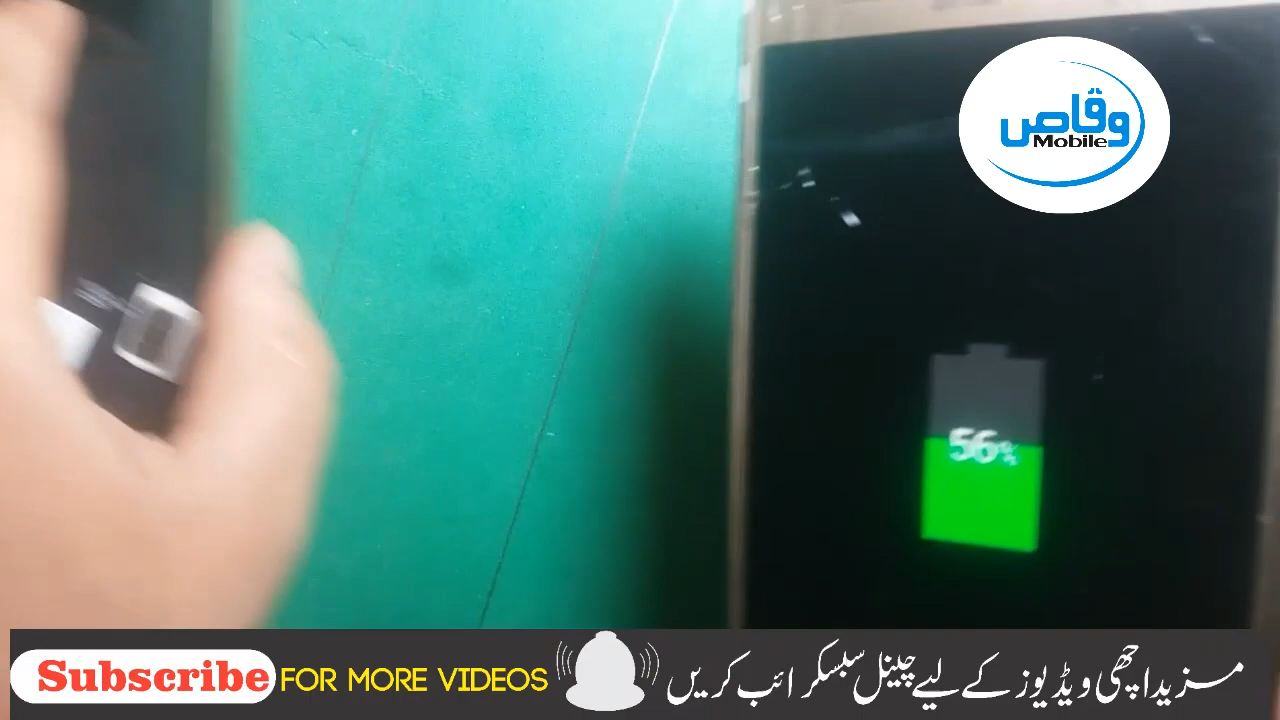 وقاص
Mobile
56%
Subscribe FOR MORE VIDEOS
مزید اچھی ویڈیوز کے لیے چینل سبسکرائب کریں